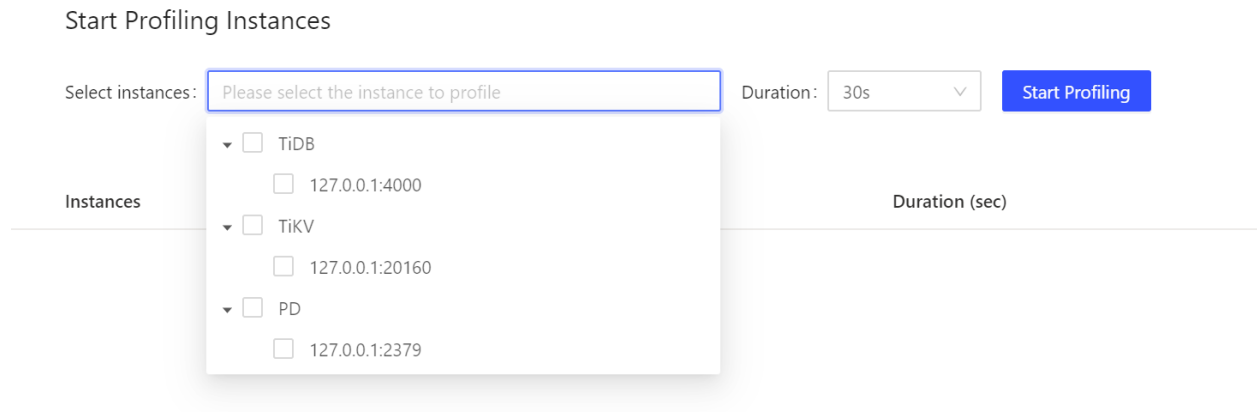 Start Profiling Instances
Select instances: Please select the instance to profile Duration: 30s Start Profiling
TiDB
127.0.0.1:4000
Instances Duration (sec)
TiKV
127.0.0.1:20160
PD
127.0.0.1:2379